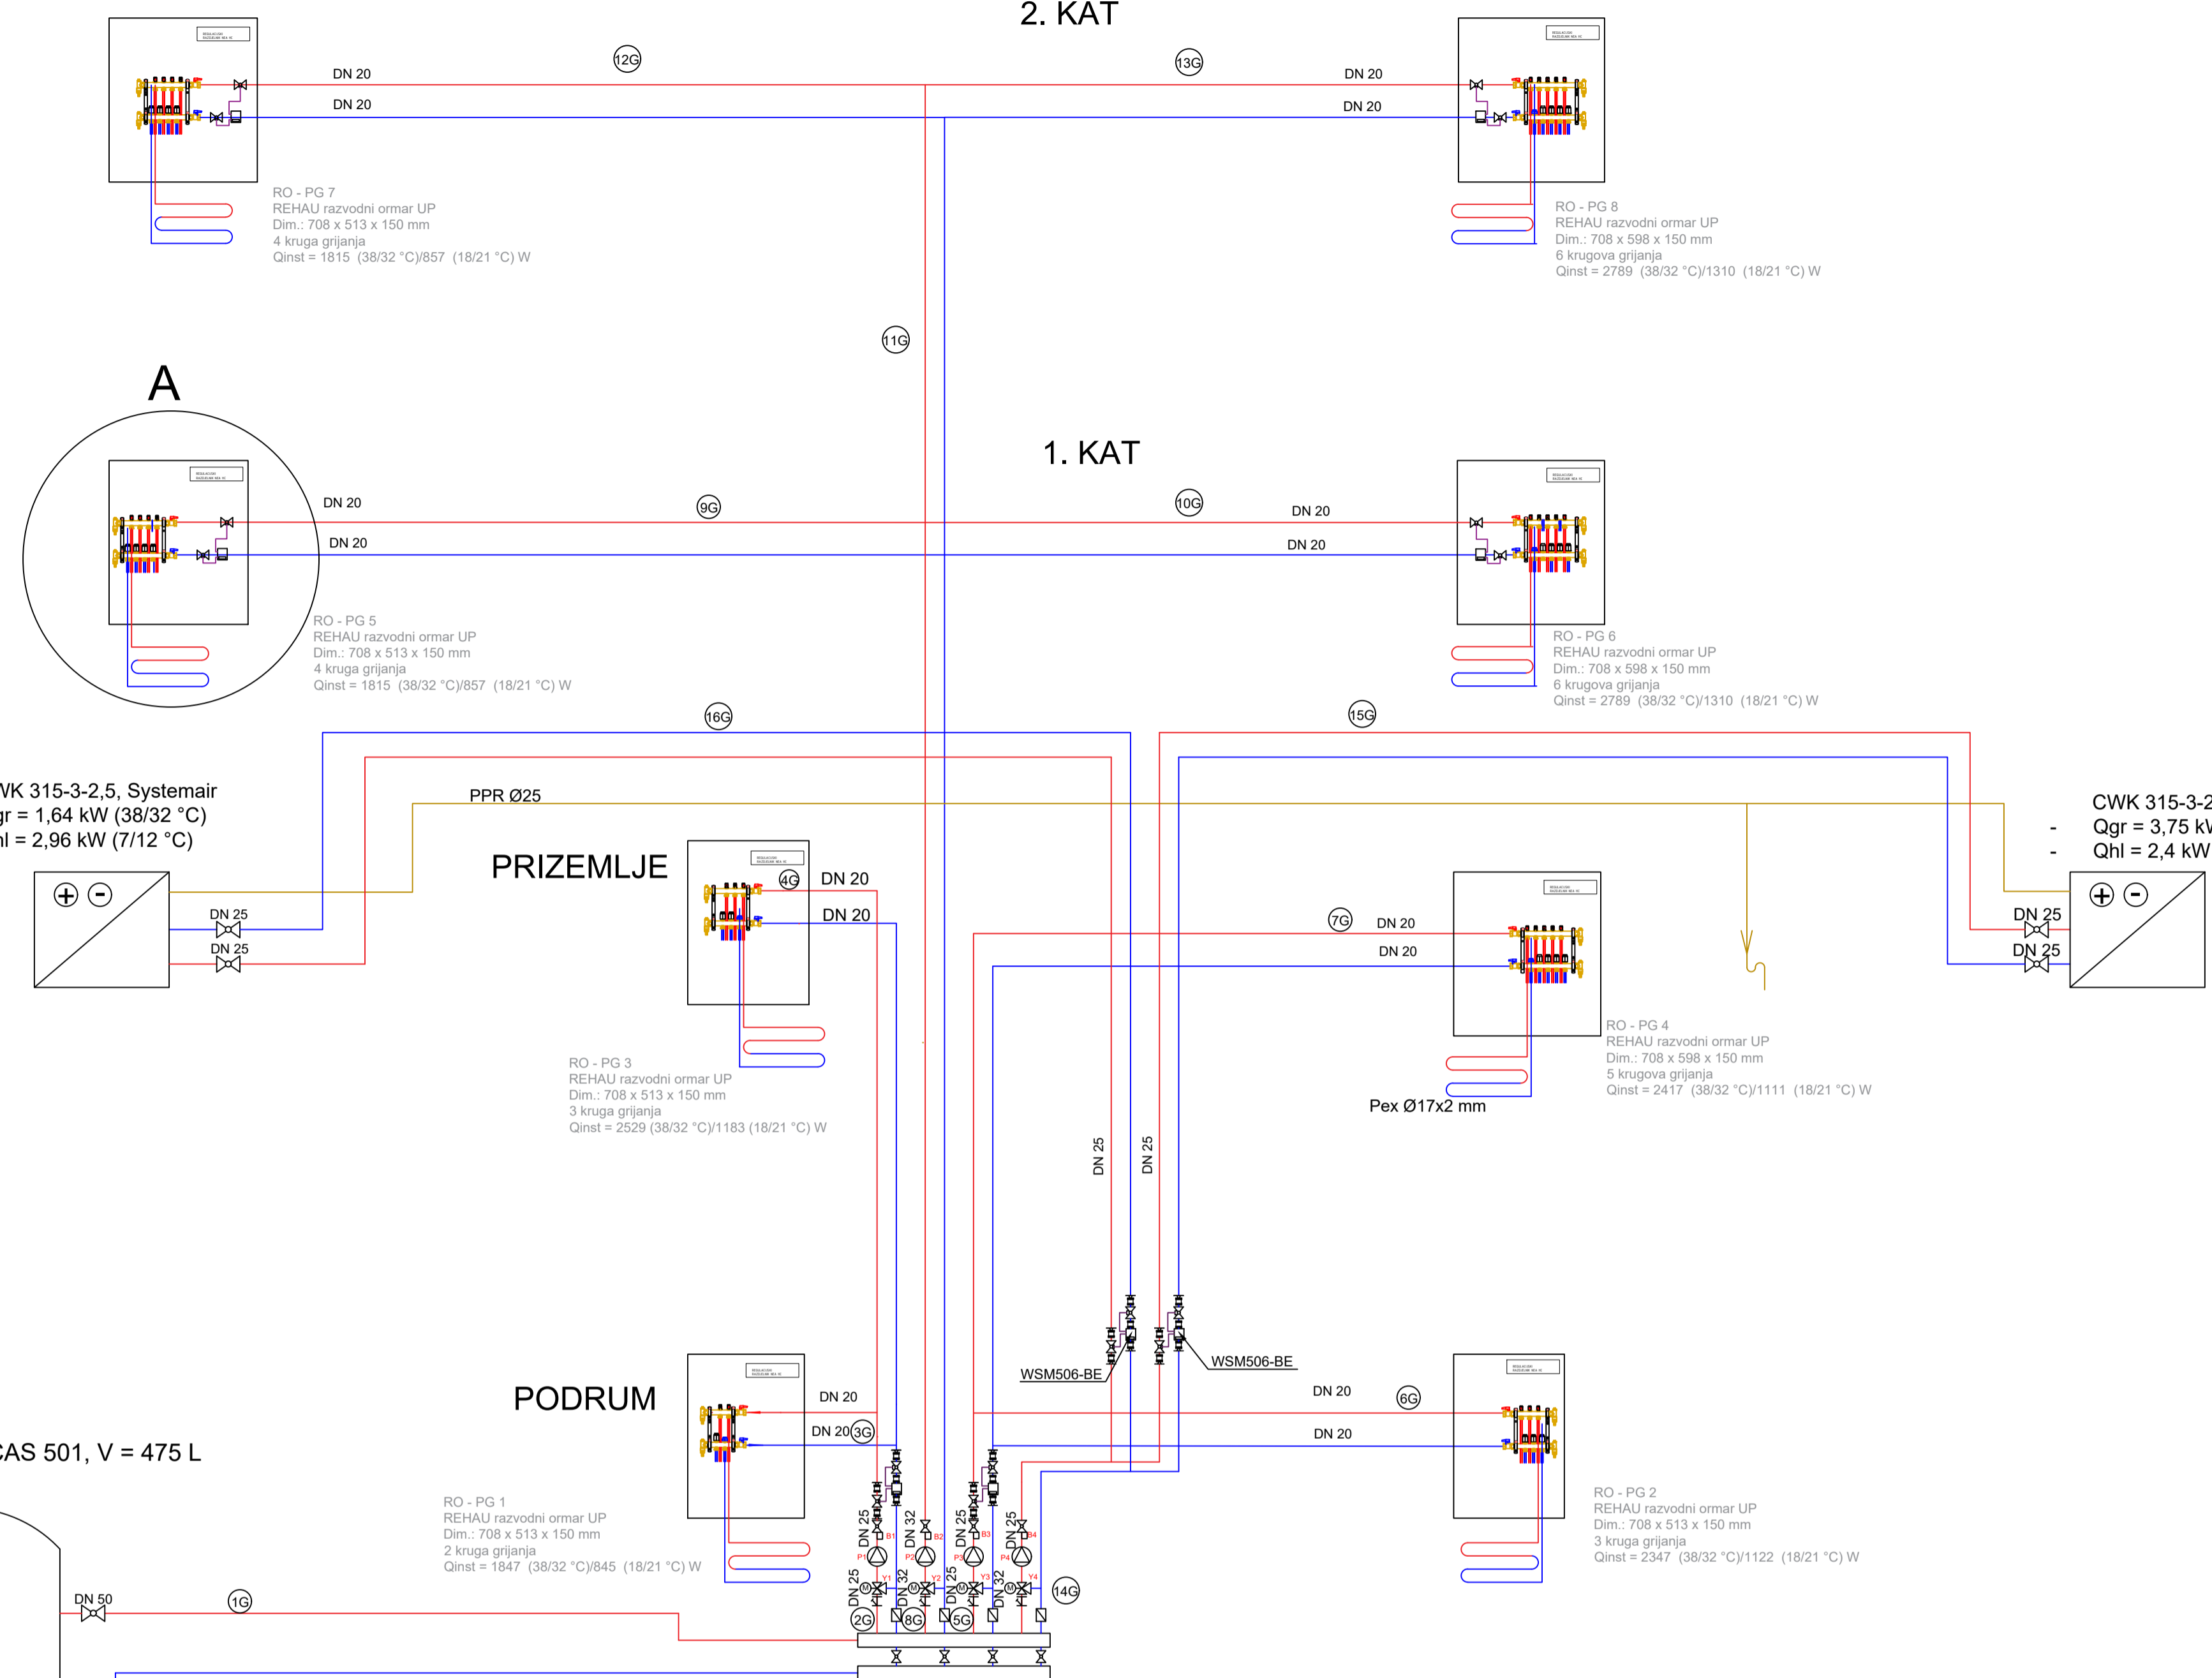 2. KAT
12G
13G
DN 20
DN 20
DN 20
DN 20
RO - PG 7
REHAU razvodni ormar UP
Dim.: 708 x 513 x 150 mm
4 kruga grijanja
Qinst = 1815 (38/32 °C)/857 (18/21 °C) W
RO - PG 8
REHAU razvodni ormar UP
Dim.: 708 x 598 x 150 mm
6 krugova grijanja
Qinst = 2789 (38/32 °C)/1310 (18/21 °C) W
11G
A
1. KAT
DN 20
9G
10G
DN 20
DN 20
DN 20
RO - PG 5
REHAU razvodni ormar UP
Dim.: 708 x 513 x 150 mm
4 kruga grijanja
Qinst = 1815 (38/32 °C)/857 (18/21 °C) W
RO - PG 6
REHAU razvodni ormar UP
Dim.: 708 x 598 x 150 mm
6 krugova grijanja
Qinst = 2789 (38/32 °C)/1310 (18/21 °C) W
16G
15G
WK 315-3-2,5, Systemair
gr = 1,64 kW (38/32 °C)
hl = 2,96 kW (7/12 °C)
PPR Ø25
CWK 315-3-2
- Qgr = 3,75 kW
- Qhl = 2,4 kW
PRIZEMLJE
4G
DN 20
DN 20
DN 25
DN 25
7G
DN 20
DN 20
DN 25
DN 25
RO - PG 3
REHAU razvodni ormar UP
Dim.: 708 x 513 x 150 mm
3 kruga grijanja
Qinst = 2529 (38/32 °C)/1183 (18/21 °C) W
RO - PG 4
REHAU razvodni ormar UP
Dim.: 708 x 598 x 150 mm
5 krugova grijanja
Qinst = 2417 (38/32 °C)/1111 (18/21 °C) W
Pex Ø17x2 mm
DN 25
DN 25
WSM506-BE
WSM506-BE
PODRUM
DN 20
DN 20
3G
DN 20
6G
DN 20
CAS 501, V = 475 L
RO - PG 1
REHAU razvodni ormar UP
Dim.: 708 x 513 x 150 mm
2 kruga grijanja
Qinst = 1847 (38/32 °C)/845 (18/21 °C) W
RO - PG 2
REHAU razvodni ormar UP
Dim.: 708 x 513 x 150 mm
3 kruga grijanja
Qinst = 2347 (38/32 °C)/1122 (18/21 °C) W
DN 25
DN 32
DN 25
DN 25
B1
B2
B3
B4
P1
P2
P3
P4
Y1
Y2
Y3
Y4
M
M
M
M
DN 25
DN 32
DN 25
DN 32
2G
8G
5G
14G
DN 50
1G